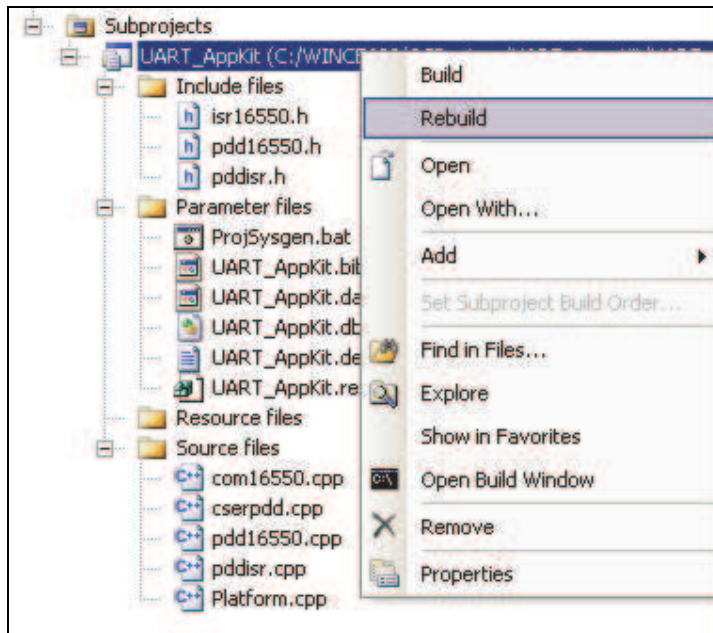 Subprojects
UART_AppKit (C:/WINCE
Include files
isr16550.h
pdd16550.h
pddisr.h
Parameter files
ProjSysgen.bat
UART_AppKit.bib
UART_AppKit.da
UART_AppKit.db
UART_AppKit.de
UART_AppKit.re
Resource files
Source files
com16550.cpp
cserpdd.cpp
pdd16550.cpp
pddisr.cpp
Platform.cpp
Build
Rebuild
Open
Open With...
Add
Set Subproject Build Order...
Find in Files...
Explore
Show in Favorites
Open Build Window
Remove
Properties